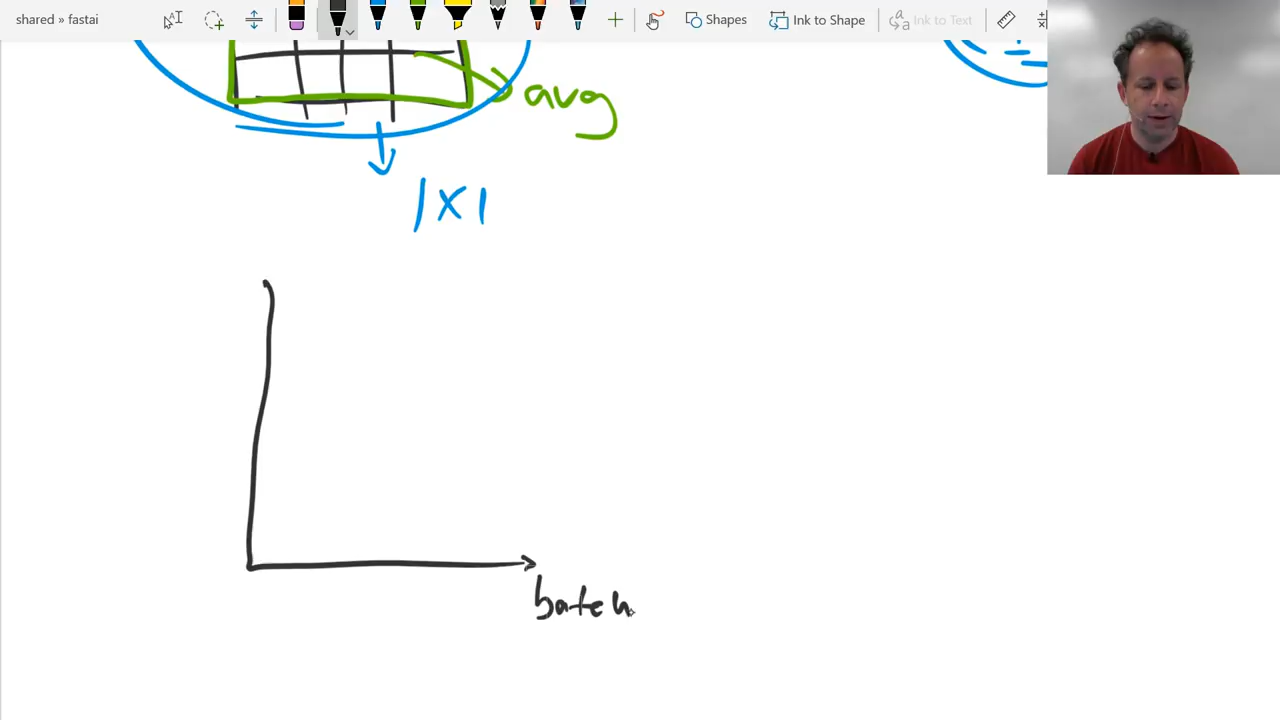 shared » fastai
Shapes
Ink to Shape
Ink to Text
avg
1x1
batch